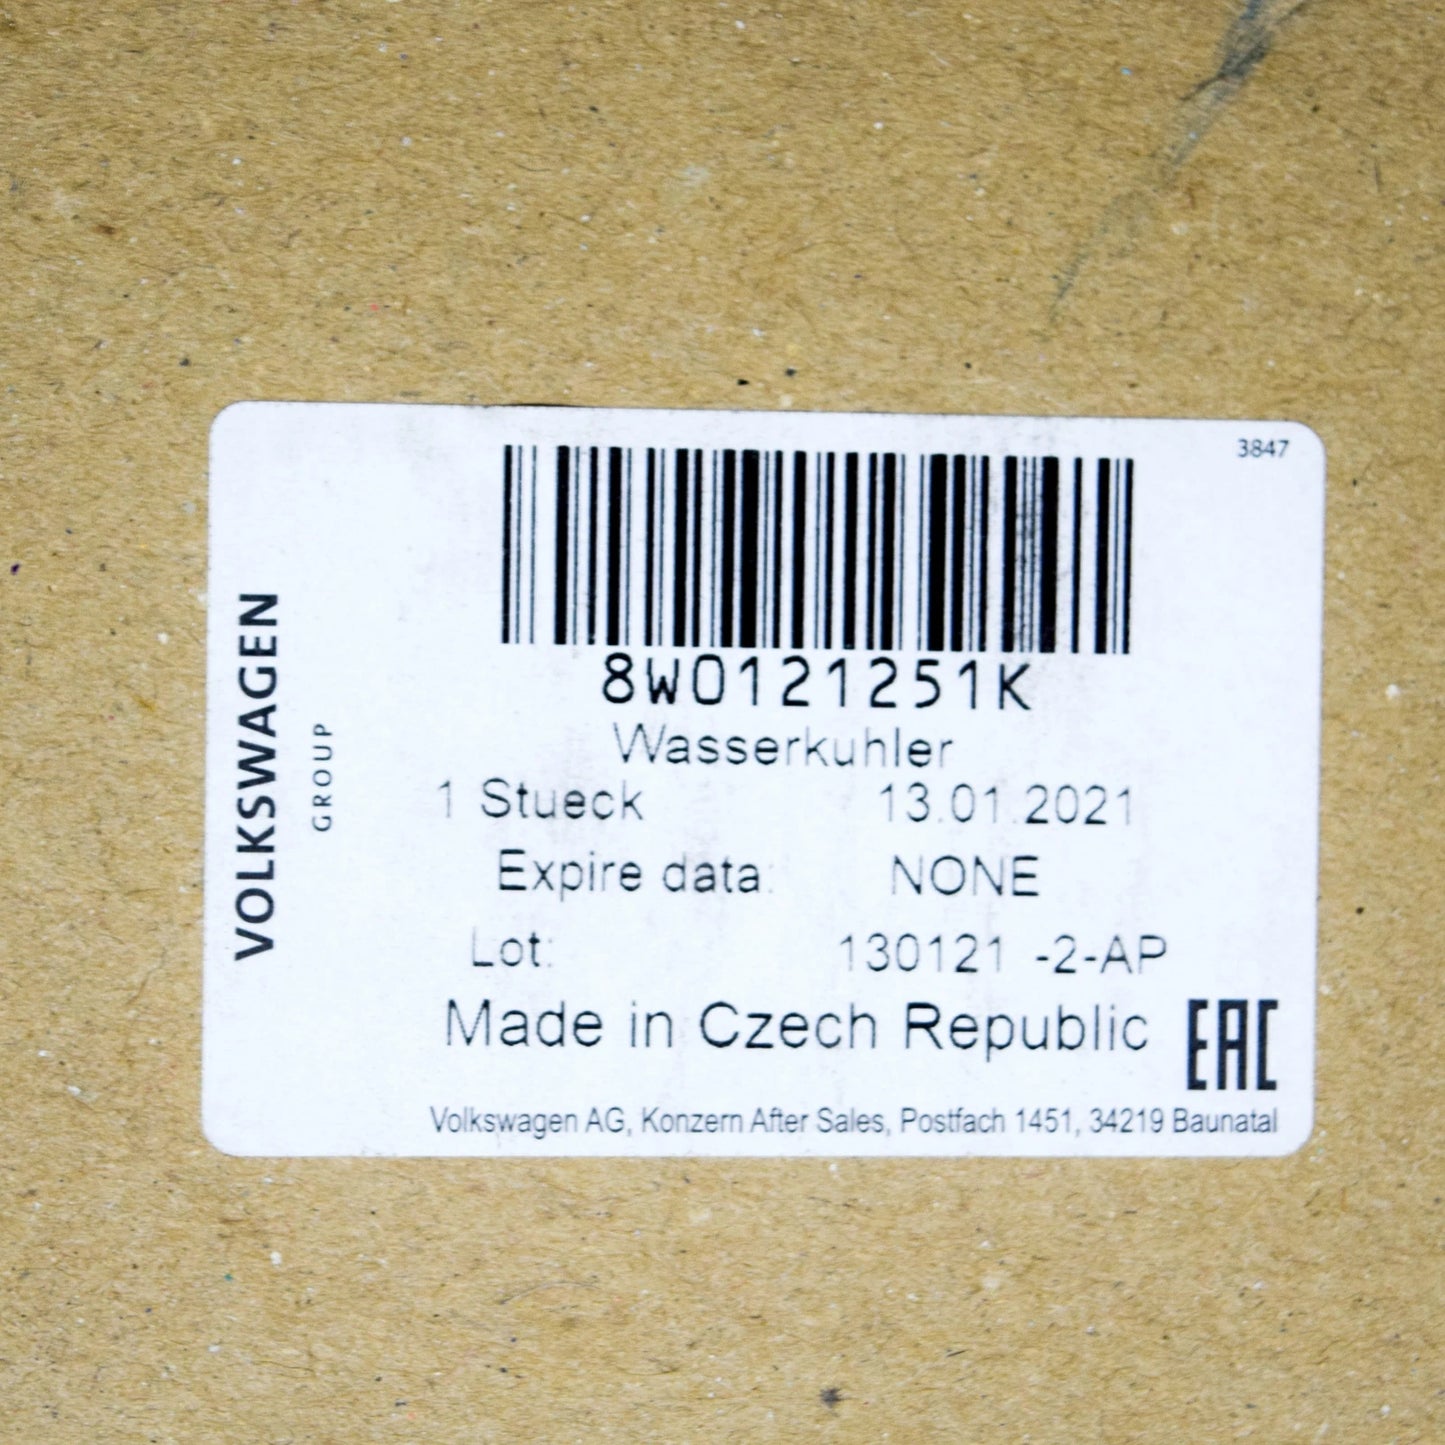 3847
8W0121251K
Wasserkuhler
1 Stueck 13.01.2021
Expire data: NONE
Lot: 130121 -2-AP
Made in Czech Republic EAC
Volkswagen AG, Konzern After Sales, Postfach 1451, 34219 Baunatal
VOLKSWAGEN
GROUP